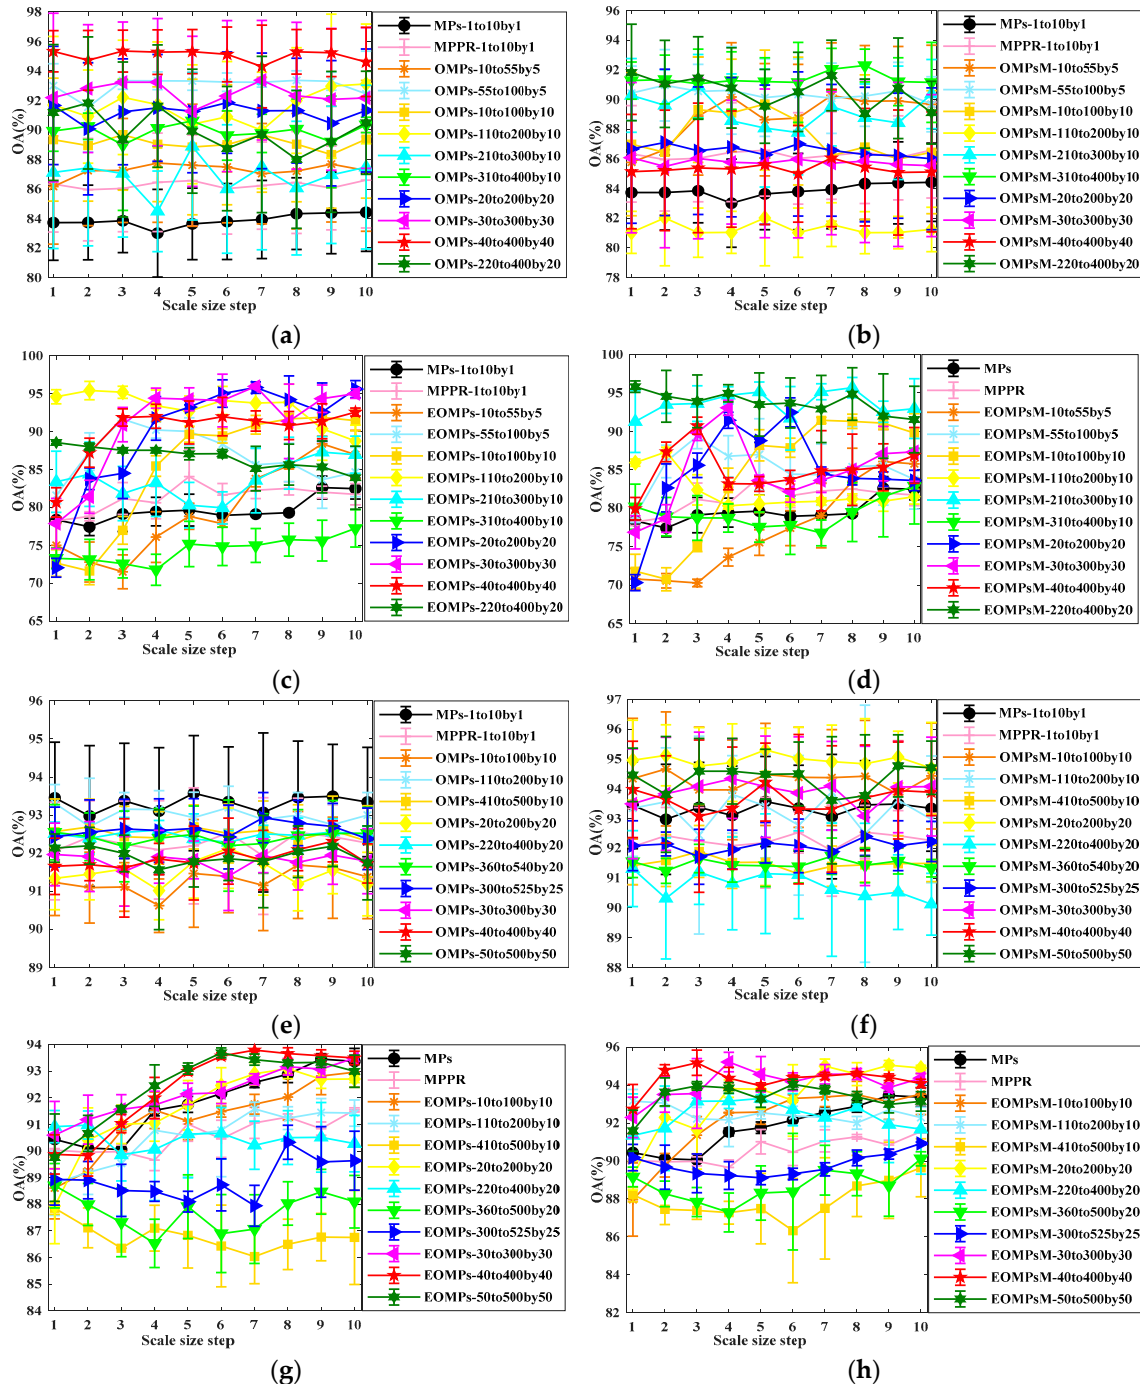 98
96
94
92
90
88
86
84
82
80
OA(%)
1 2 3 4 5 6 7 8 9 10
Scale size step
MPs-1to10by1
MPPR-1to10by1
OMPs-10to55by5
OMPs-55to100by5
OMPs-10to100by10
OMPs-110to200by10
OMPs-210to300by10
OMPs-310to400by10
OMPs-20to200by20
OMPs-30to300by30
OMPs-40to400by40
OMPs-220to400by20
(a)
96
94
92
90
88
86
84
82
80
78
OA(%)
1 2 3 4 5 6 7 8 9 10
Scale size step
MPs-1to10by1
MPPR-1to10by1
OMPsM-10to55by5
OMPsM-55to100by5
OMPsM-10to100by10
OMPsM-110to200by10
OMPsM-210to300by10
OMPsM-310to400by10
OMPsM-20to200by20
OMPsM-30to300by30
OMPsM-40to400by40
OMPsM-220to400by20
(b)
100
95
90
85
80
75
70
65
OA(%)
1 2 3 4 5 6 7 8 9 10
Scale size step
MPs-1to10by1
MPPR-1to10by1
EOMPs-10to55by5
EOMPs-55to100by5
EOMPs-10to100by10
EOMPs-110to200by10
EOMPs-210to300by10
EOMPs-310to400by10
EOMPs-20to200by20
EOMPs-30to300by30
EOMPs-40to400by40
EOMPs-220to400by20
(c)
100
95
90
85
80
75
70
65
OA(%)
1 2 3 4 5 6 7 8 9 10
Scale size step
MPs
MPPR
EOMPsM-10to55by5
EOMPsM-55to100by5
EOMPsM-10to100by10
EOMPsM-110to200by10
EOMPsM-210to300by10
EOMPsM-310to400by10
EOMPsM-20to200by20
EOMPsM-30to300by30
EOMPsM-40to400by40
EOMPsM-220to400by20
(d)
96
95
94
93
92
91
90
89
OA(%)
1 2 3 4 5 6 7 8 9 10
Scale size step
MPs-1to10by1
MPPR-1to10by1
OMPs-10to100by10
OMPs-110to200by10
OMPs-410to500by10
OMPs-20to200by20
OMPs-220to400by20
OMPs-360to540by20
OMPs-300to525by25
OMPs-30to300by30
OMPs-40to400by40
OMPs-50to500by50
(e)
97
96
95
94
93
92
91
90
89
88
OA(%)
1 2 3 4 5 6 7 8 9 10
Scale size step
MPs-1to10by1
MPPR-1to10by1
OMPsM-10to100by10
OMPsM-110to200by10
OMPsM-410to500by10
OMPsM-20to200by20
OMPsM-220to400by20
OMPsM-360to540by20
OMPsM-300to525by25
OMPsM-30to300by30
OMPsM-40to400by40
OMPsM-50to500by50
(f)
94
93
92
91
90
89
88
87
86
85
84
OA(%)
1 2 3 4 5 6 7 8 9 10
Scale size step
MPs
MPPR
EOMPs-10to100by10
EOMPs-110to200by10
EOMPs-410to500by10
EOMPs-20to200by20
EOMPs-220to400by20
EOMPs-360to500by20
EOMPs-300to525by25
EOMPs-30to300by30
EOMPs-40to400by40
EOMPs-50to500by50
(g)
96
94
92
90
88
86
84
82
OA(%)
1 2 3 4 5 6 7 8 9 10
Scale size step
MPs
MPPR
EOMPsM-10to100by10
EOMPsM-110to200by10
EOMPsM-410to500by10
EOMPsM-20to200by20
EOMPsM-220to400by20
EOMPsM-360to500by20
EOMPsM-300to525by25
EOMPsM-30to300by30
EOMPsM-40to400by40
EOMPsM-50to500by50
(h)